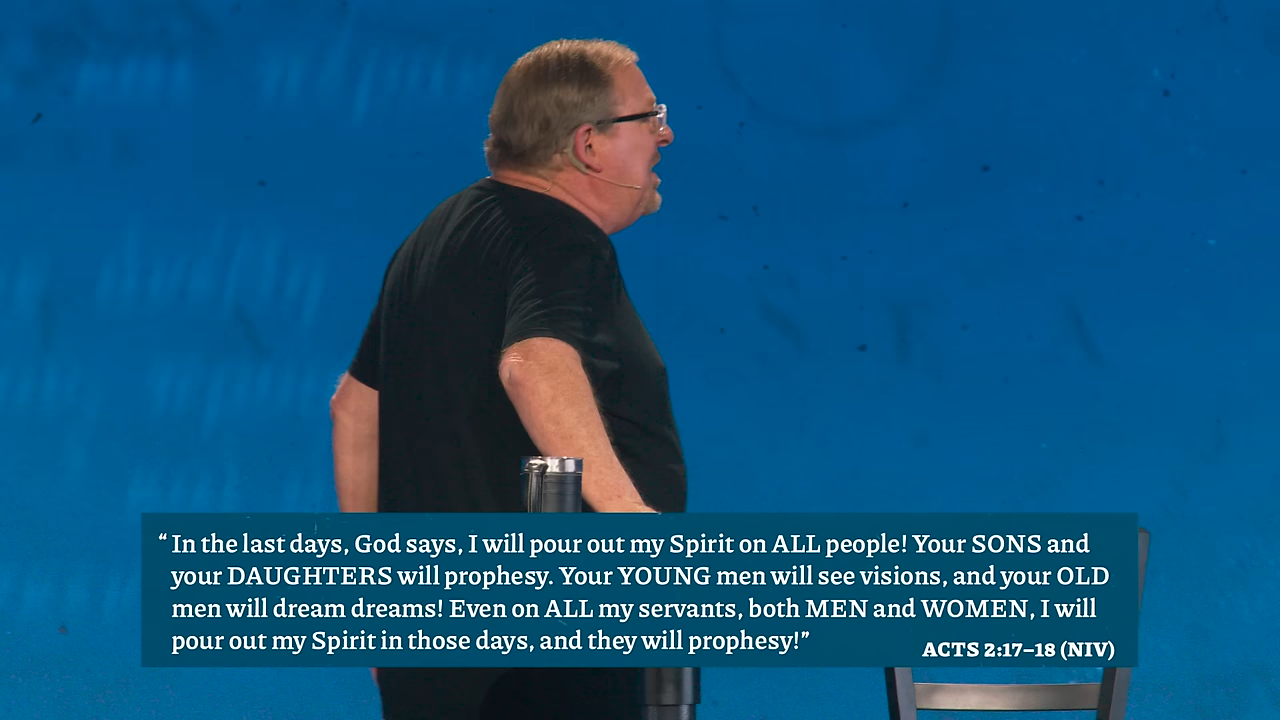 “ In the last days, God says, I will pour out my Spirit on ALL people! Your SONS and
your DAUGHTERS will prophesy. Your YOUNG men will see visions, and your OLD
men will dream dreams! Even on ALL my servants, both MEN and WOMEN, I will
pour out my Spirit in those days, and they will prophesy!”
ACTS 2:17–18 (NIV)